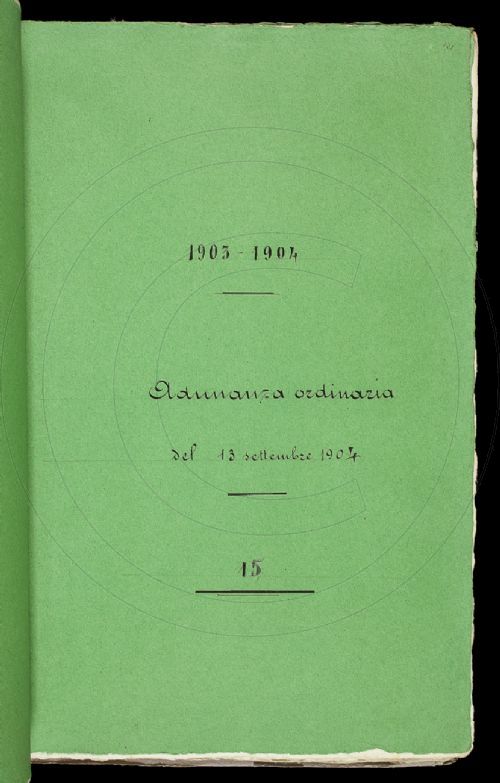 1903-1904
Adunanza ordinaria
del 13 settembre 1904
15